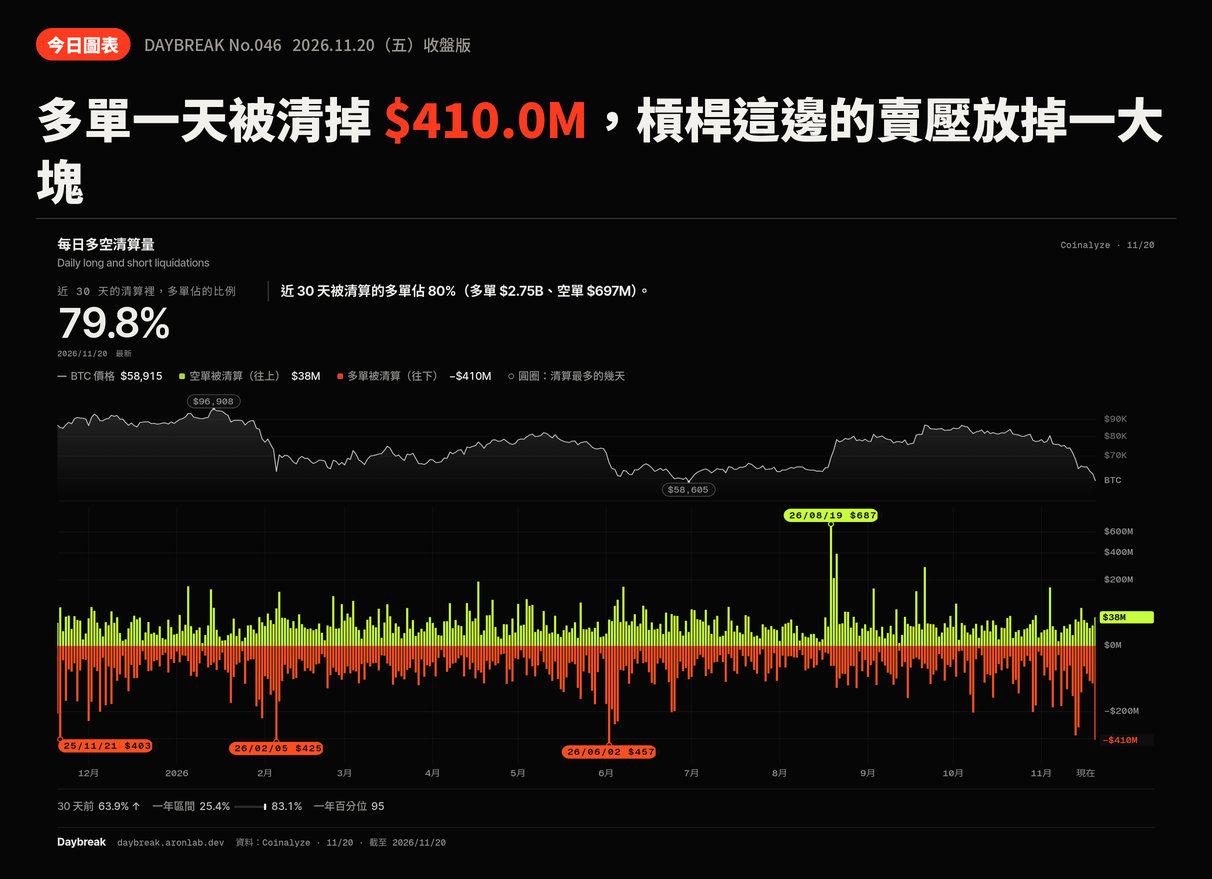 今日圖表 DAYBREAK No.046 2026.11.20（五）收盤版
多單一天被清掉 $410.0M，槓桿這邊的賣壓放掉一大
塊
每日多空清算量 Coinalyze · 11/20
Daily long and short liquidations
近 30 天的清算裡，多單佔的比例
近 30 天被清算的多單佔 80%（多單 $2.75B、空單 $697M）。
79.8%
2026/11/20 最新
BTC 價格 $58,915 空單被清算（往上） $38M 多單被清算（往下） −$410M 圓圈：清算最多的幾天
$96,908
$90K
$80K
$70K
BTC
$58,605
26/08/19 $687
$600M
$400M
$200M
$38M
$0M
−$200M
−$410M
25/11/21 $403
26/02/05 $425
26/06/02 $457
12月 2026 2月 3月 4月 5月 6月 7月 8月 9月 10月 11月 現在
30 天前 63.9% ↑ 一年區間 25.4% 83.1% 一年百分位 95
Daybreak daybreak.aronlab.dev 資料：Coinalyze · 11/20 · 截至 2026/11/20